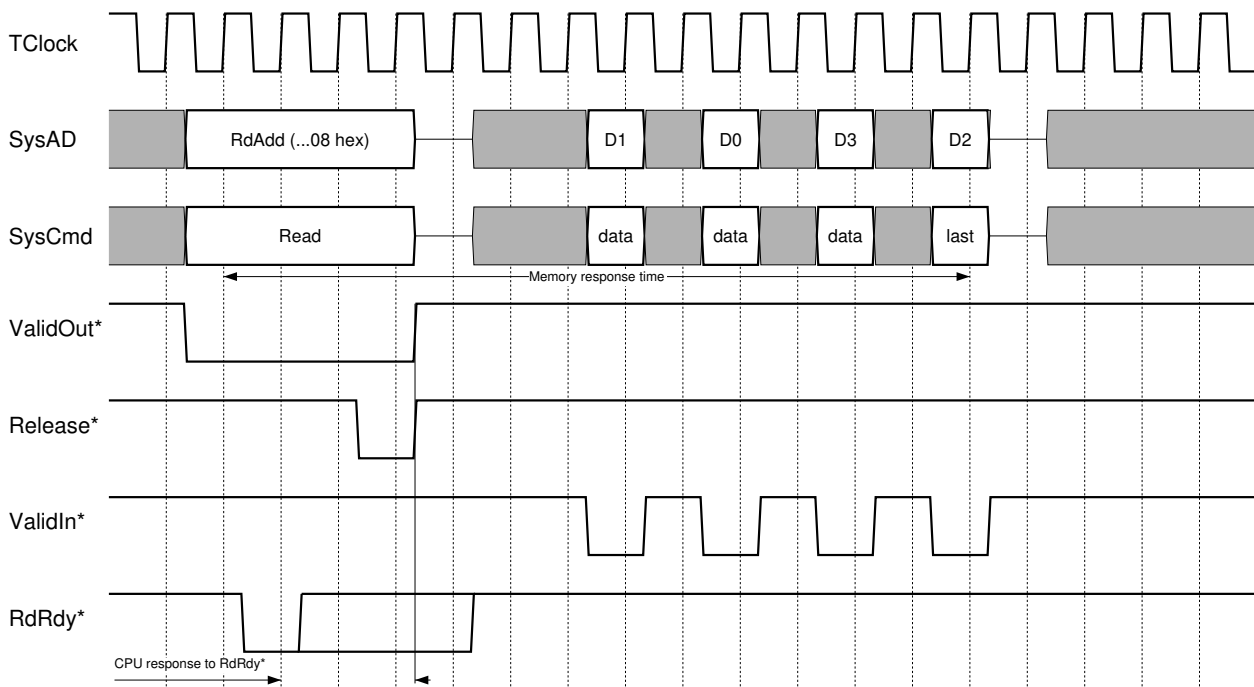 TClock
SysAD RdAdd (...08 hex) D1 D0 D3 D2
SysCmd Read data data data last
Memory response time
ValidOut*
Release*
ValidIn*
RdRdy*
CPU response to RdRdy*